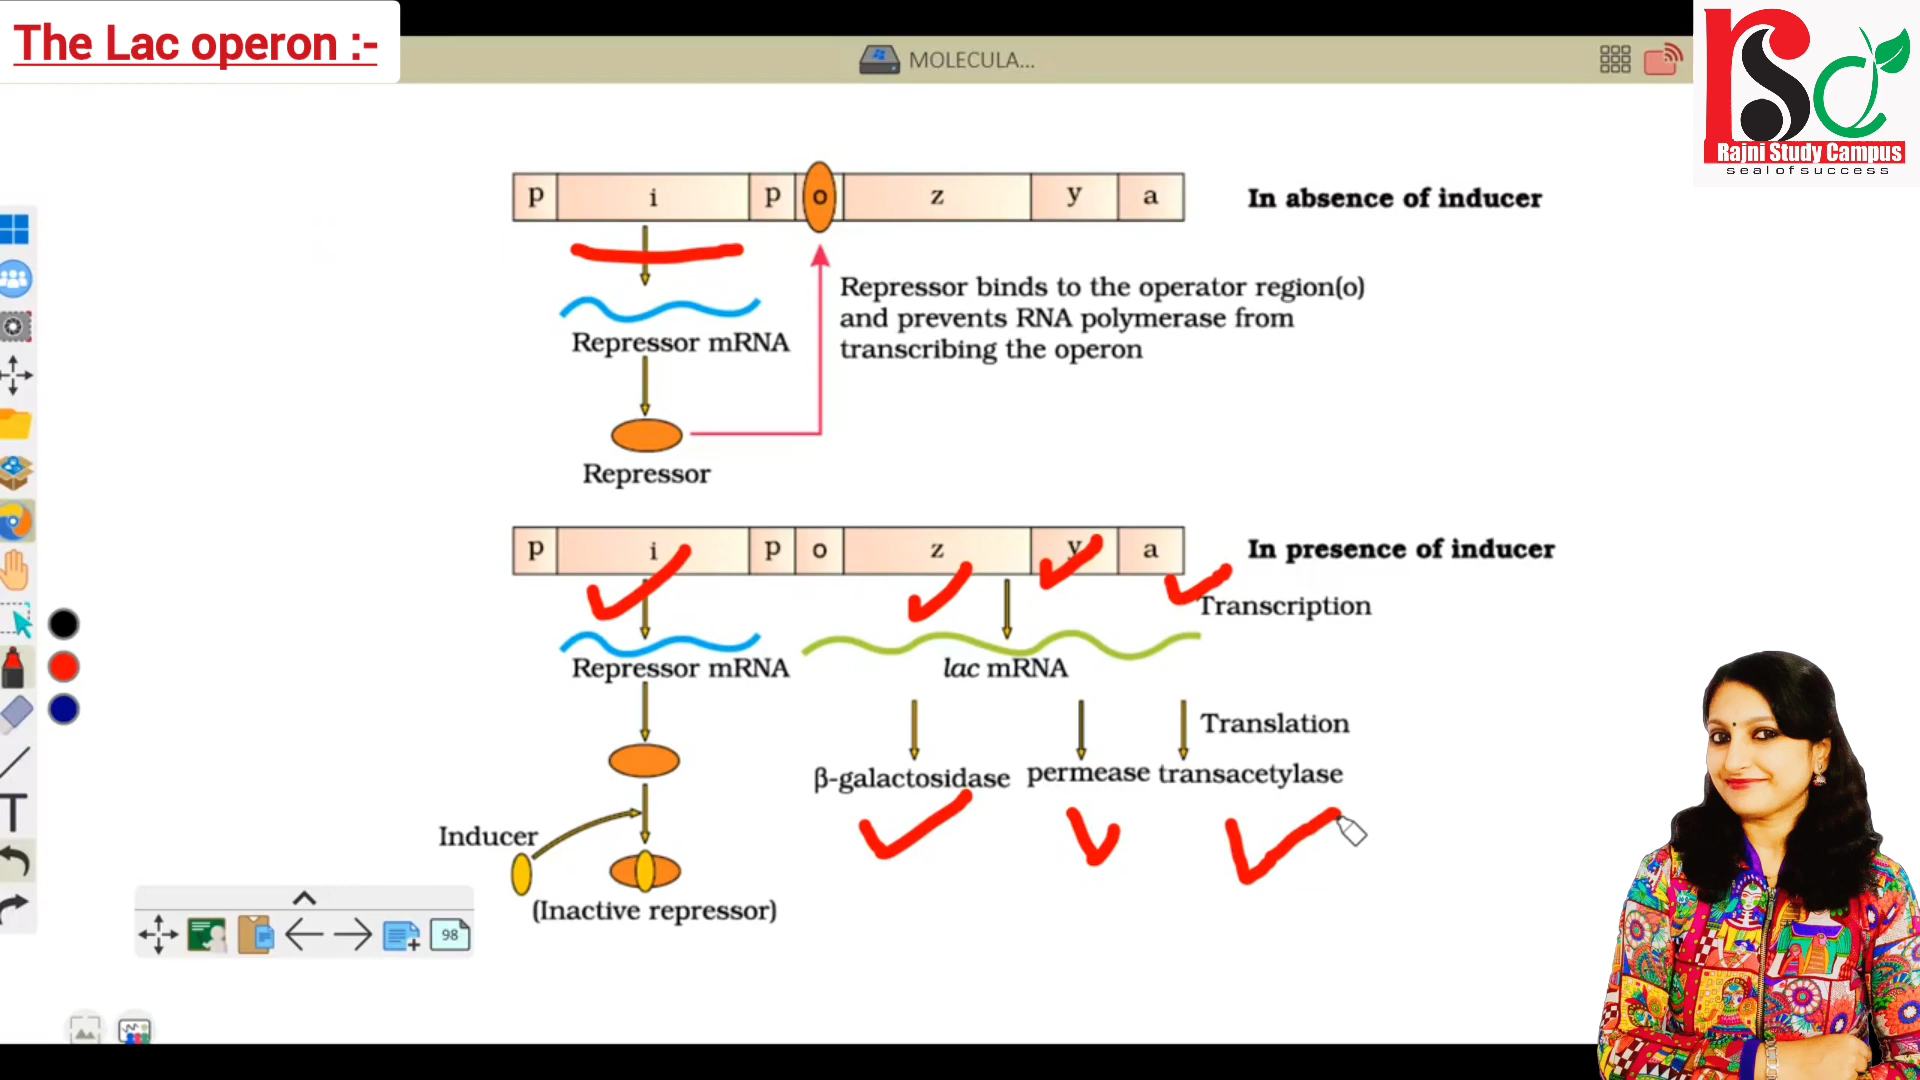 The Lac operon :-
MOLECULA...
Rajni Study Campus
seal of success
p i p o z y a
In absence of inducer
Repressor binds to the operator region(o)
and prevents RNA polymerase from
transcribing the operon
Repressor mRNA
Repressor
p i p o z y a
In presence of inducer
Transcription
Repressor mRNA
lac mRNA
Translation
β-galactosidase permease transacetylase
Inducer
(Inactive repressor)
98